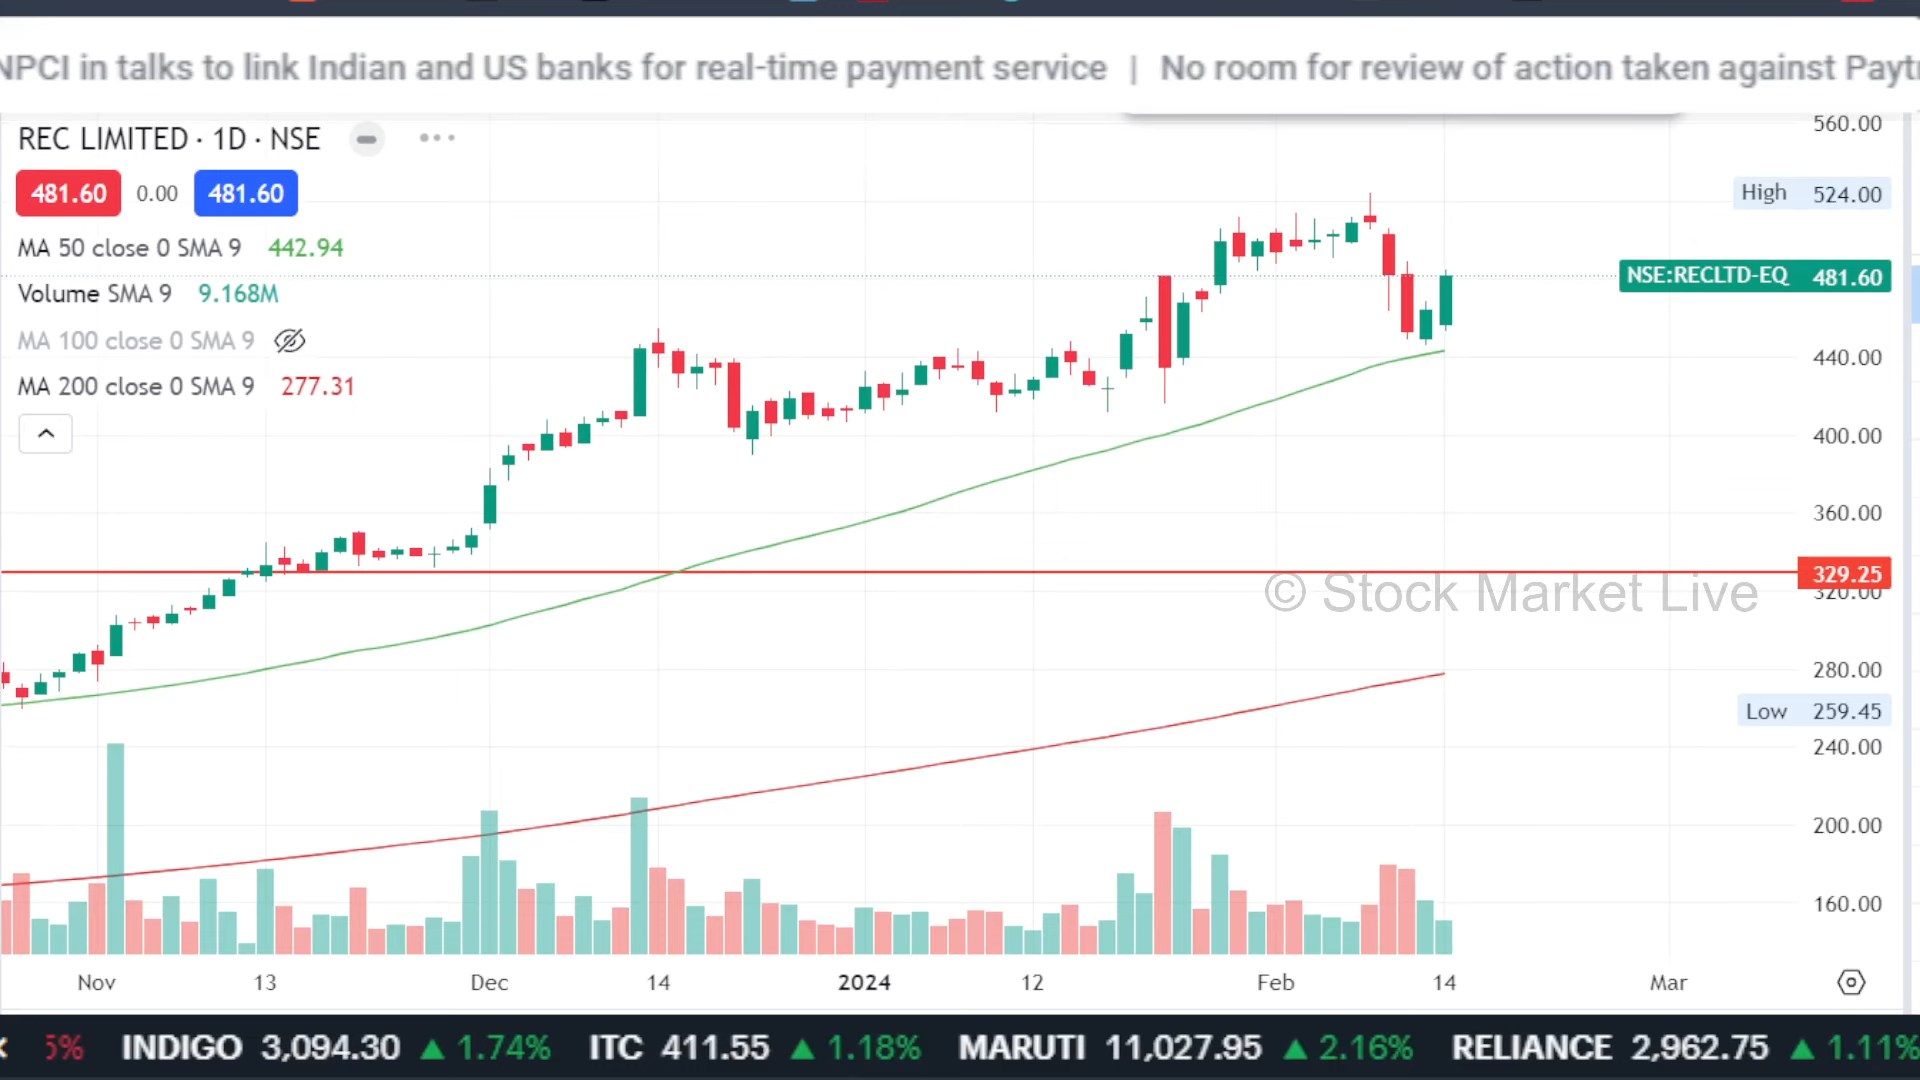 NPCI in talks to link Indian and US banks for real-time payment service | No room for review of action taken against Paytr
REC LIMITED · 1D · NSE
481.60 0.00 481.60
MA 50 close 0 SMA 9 442.94
Volume SMA 9 9.168M
MA 100 close 0 SMA 9
MA 200 close 0 SMA 9 277.31
560.00
High 524.00
NSE:RECLTD-EQ 481.60
440.00
400.00
360.00
329.25
320.00
280.00
Low 259.45
240.00
200.00
160.00
© Stock Market Live
Nov 13 Dec 14 2024 12 Feb 14 Mar
5% INDIGO 3,094.30 ▲ 1.74% ITC 411.55 ▲ 1.18% MARUTI 11,027.95 ▲ 2.16% RELIANCE 2,962.75 ▲ 1.11%